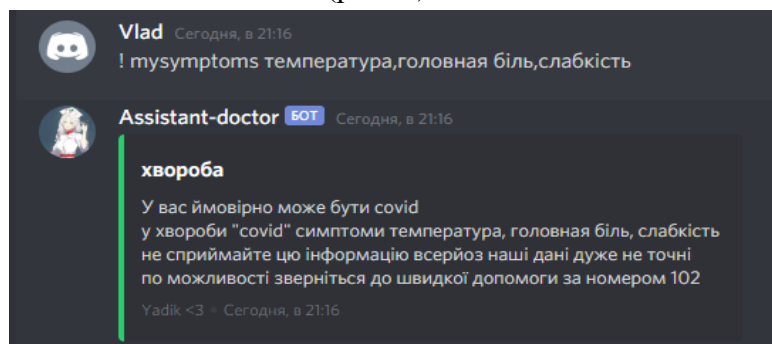 Vlad Сегодня, в 21:16
! mysymptoms температура,головная біль,слабкість
Assistant-doctor БОТ Сегодня, в 21:16
хвороба
У вас ймовірно може бути covid
у хвороби "covid" симптоми температура, головная біль, слабкість
не сприймайте цю інформацію всерйоз наші дані дуже не точні
по можливості зверніться до швидкої допомоги за номером 102
Yadik <3 • Сегодня, в 21:16